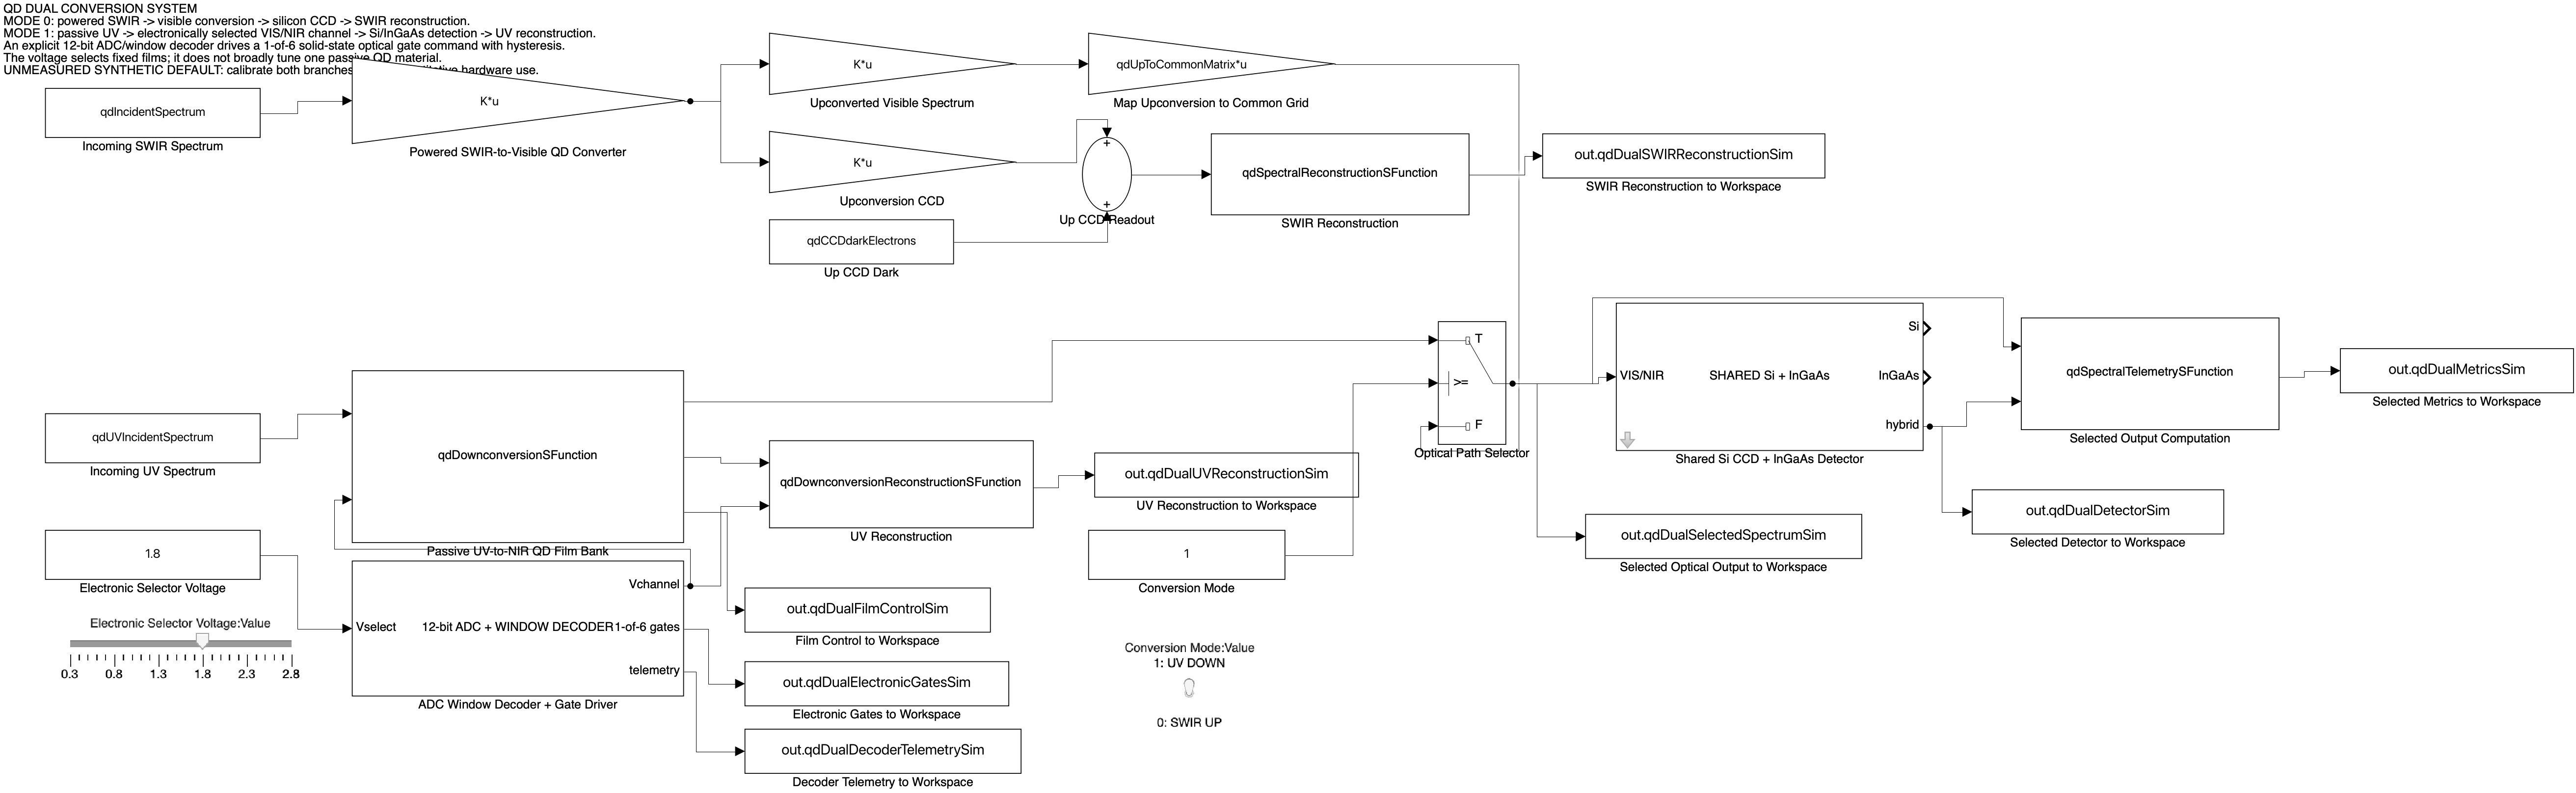 QD DUAL CONVERSION SYSTEM
MODE 0: powered SWIR -> visible conversion -> silicon CCD -> SWIR reconstruction.
MODE 1: passive UV -> electronically selected VIS/NIR channel -> Si/InGaAs detection -> UV reconstruction.
An explicit 12-bit ADC/window decoder drives a 1-of-6 solid-state optical gate command with hysteresis.
The voltage selects fixed films; it does not broadly tune one passive QD material.
UNMEASURED SYNTHETIC DEFAULT: calibrate both branches hardware use.
qdIncidentSpectrum
Incoming SWIR Spectrum
K*u
Powered SWIR-to-Visible QD Converter
K*u
Upconverted Visible Spectrum
qdUpToCommonMatrix*u
Map Upconversion to Common Grid
K*u
Upconversion CCD
+
+
Up CCD Readout
qdCCDdarkElectrons
Up CCD Dark
qdSpectralReconstructionSFunction
SWIR Reconstruction
out.qdDualSWIRReconstructionSim
SWIR Reconstruction to Workspace
T
>=
F
Optical Path Selector
VIS/NIR
SHARED Si + InGaAs
Si
InGaAs
hybrid
Shared Si CCD + InGaAs Detector
qdSpectralTelemetrySFunction
Selected Output Computation
out.qdDualMetricsSim
Selected Metrics to Workspace
qdUVIncidentSpectrum
Incoming UV Spectrum
qdDownconversionSFunction
Passive UV-to-NIR QD Film Bank
qdDownconversionReconstructionSFunction
UV Reconstruction
out.qdDualUVReconstructionSim
UV Reconstruction to Workspace
out.qdDualSelectedSpectrumSim
Selected Optical Output to Workspace
out.qdDualDetectorSim
Selected Detector to Workspace
1.8
Electronic Selector Voltage
1
Conversion Mode
Electronic Selector Voltage:Value
0.3 0.8 1.3 1.8 2.3 2.8
Vselect
12-bit ADC + WINDOW DECODER
Vchannel
1-of-6 gates
telemetry
ADC Window Decoder + Gate Driver
out.qdDualFilmControlSim
Film Control to Workspace
out.qdDualElectronicGatesSim
Electronic Gates to Workspace
out.qdDualDecoderTelemetrySim
Decoder Telemetry to Workspace
Conversion Mode:Value
1: UV DOWN
0: SWIR UP